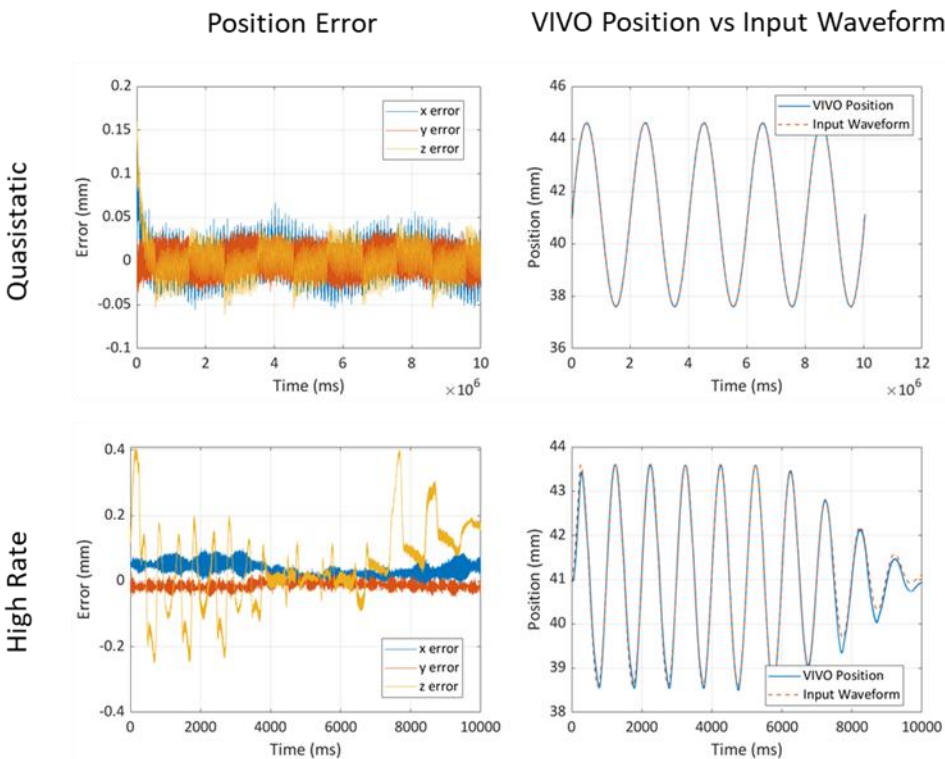 Position Error
VIVO Position vs Input Waveform
Quasistatic
0.2
0.15
0.1
0.05
0
-0.05
-0.1
Error (mm)
x error
y error
z error
0 2 4 6 8 10
×10⁶
Time (ms)
46
44
42
40
38
36
Position (mm)
VIVO Position
Input Waveform
0 2 4 6 8 10 12
×10⁶
Time (ms)
High Rate
0.4
0.2
0
-0.2
-0.4
Error (mm)
x error
y error
z error
0 2000 4000 6000 8000 10000
Time (ms)
44
43
42
41
40
39
38
Position (mm)
VIVO Position
Input Waveform
0 2000 4000 6000 8000 10000
Time (ms)